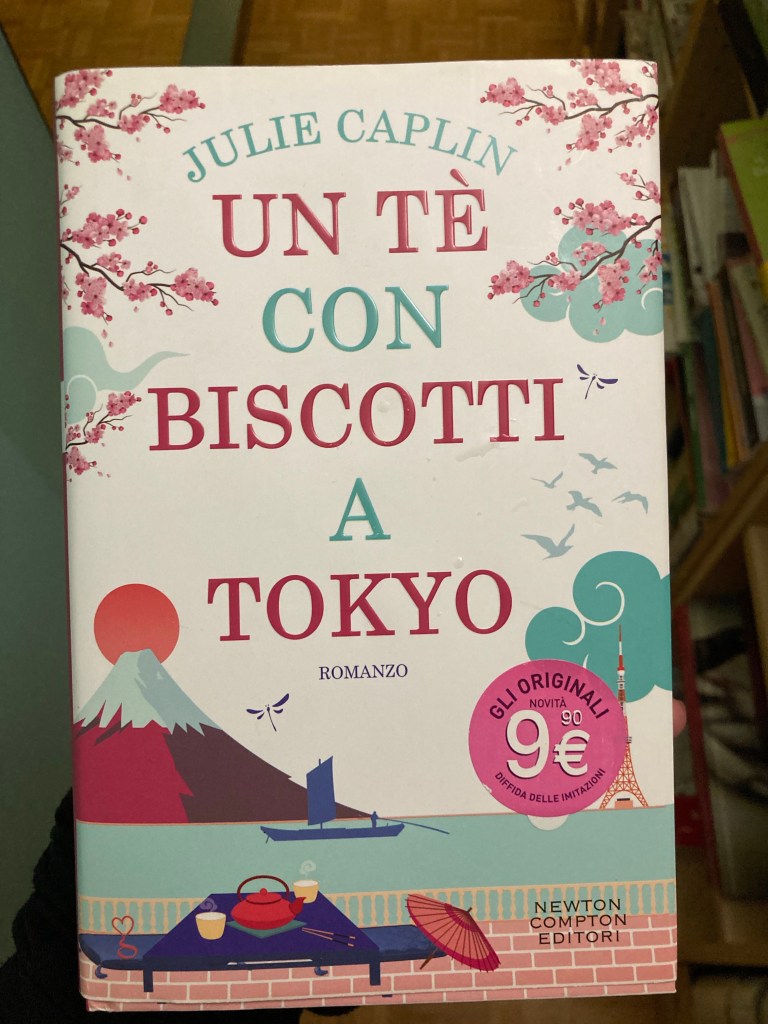 JULIE CAPLIN
UN TÈ
CON
BISCOTTI
A
TOKYO
ROMANZO
GLI ORIGINALI
NOVITÀ
9,90 €
DIFFIDA DELLE IMITAZIONI
NEWTON
COMPTON
EDITORI